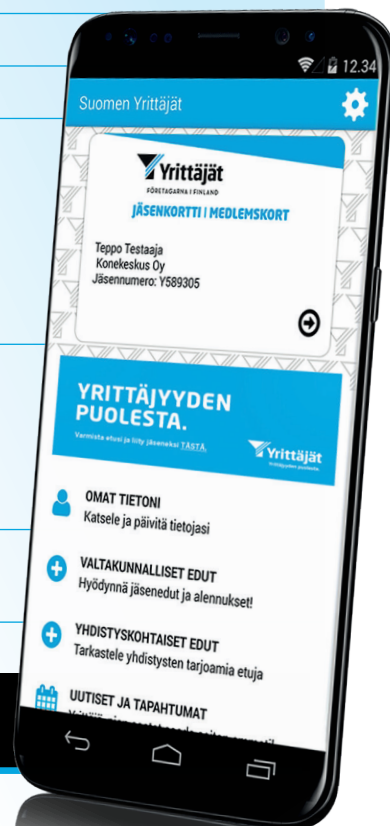 12.34
Suomen Yrittäjät
Yrittäjät
FÖRETAGARNA I FINLAND
JÄSENKORTTI I MEDLEMSKORT
Teppo Testaaja
Konekeskus Oy
Jäsennumero: Y589305
YRITTÄJYYDEN
PUOLESTA.
Varmista etusi ja liity jäseneksi TÄSTÄ.
Yrittäjät
Yrittäjyyden puolesta.
OMAT TIETONI
Katsele ja päivitä tietojasi
VALTAKUNNALLISET EDUT
Hyödynnä jäsenedut ja alennukset!
YHDISTYSKOHTAISET EDUT
Tarkastele yhdistysten tarjoamia etuja
UUTISET JA TAPAHTUMAT